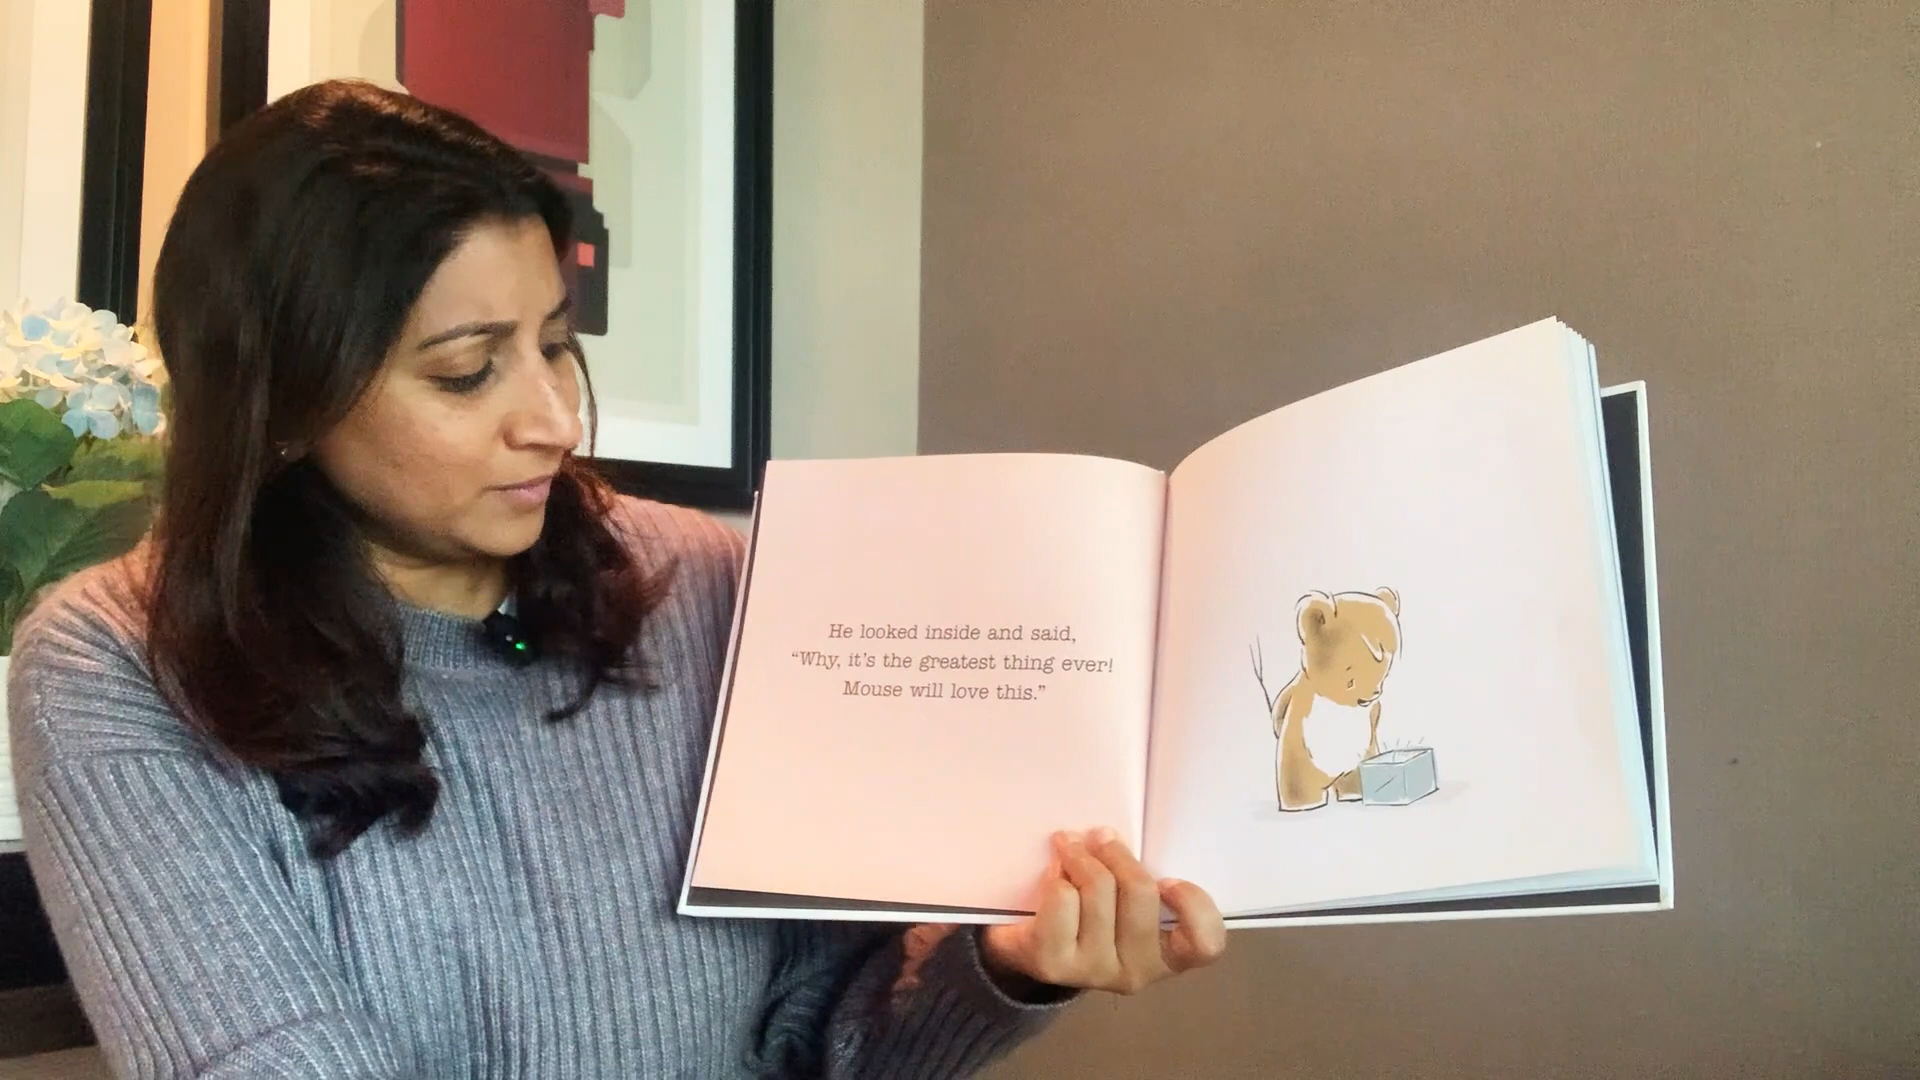 He looked inside and said,
“Why, it’s the greatest thing ever!
Mouse will love this.”